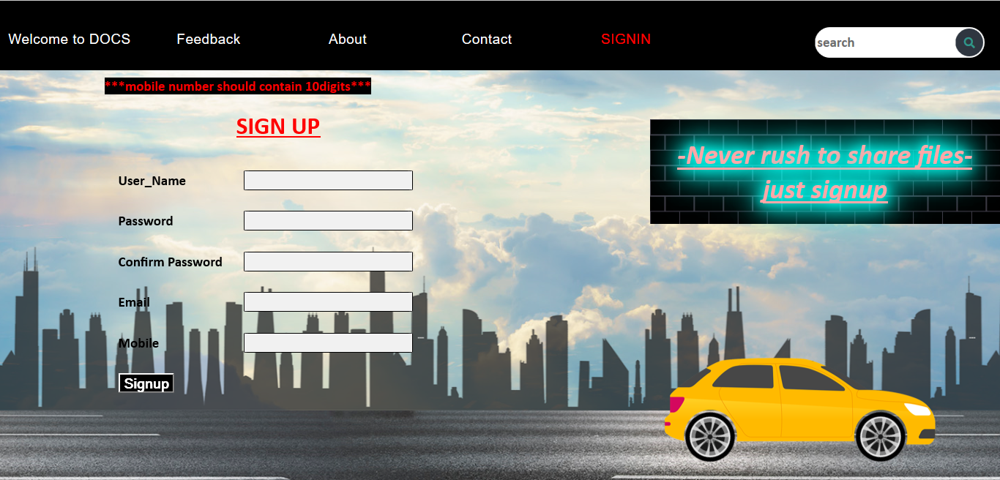 Welcome to DOCS Feedback About Contact SIGNIN search
***mobile number should contain 10digits***
SIGN UP
-Never rush to share files-
just signup
User_Name
Password
Confirm Password
Email
Mobile
Signup